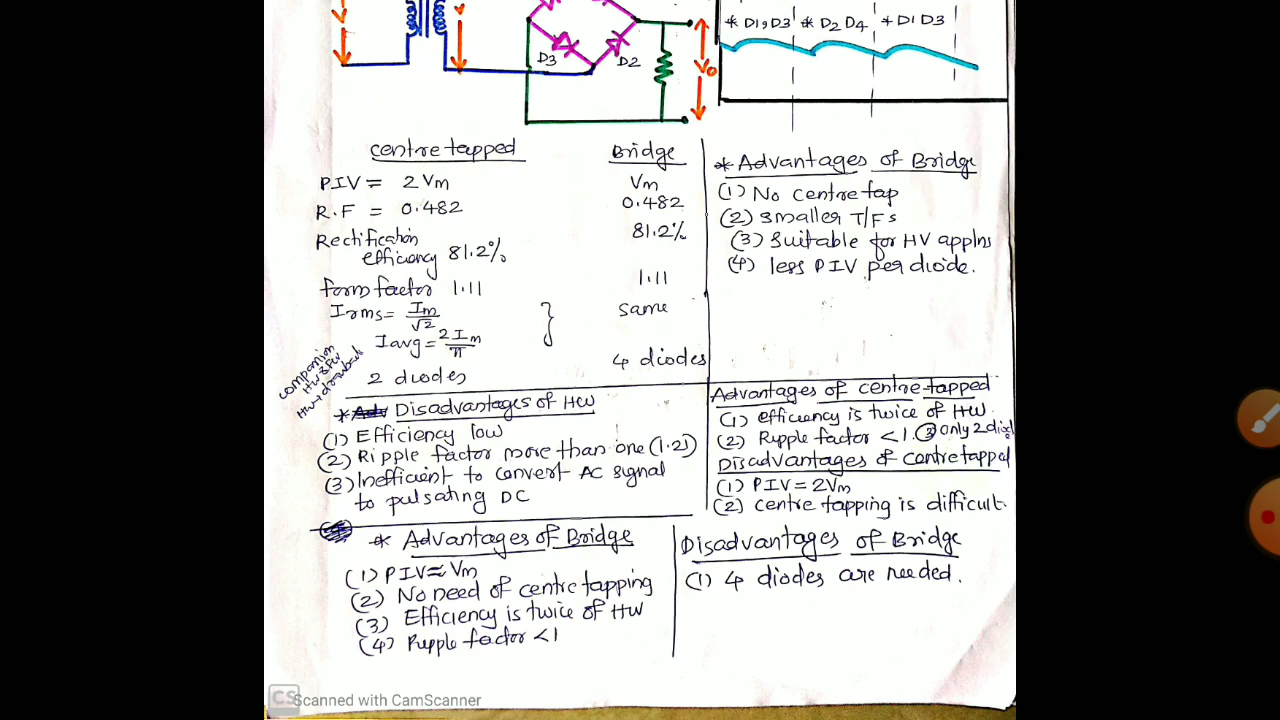 * D1, D3 * D2 D4 * D1 D3
D3 D2 Vo
centre tapped Bridge
PIV = 2Vm Vm
R.F = 0.482 0.482
Rectification
efficiency 81.2% 81.2%
form factor 1.11 1.11
Irms = Im/√2 } same
Iavg = 2Im/π
2 diodes 4 diodes
* Advantages of Bridge
(1) No centre tap
(2) smaller T/Fs
(3) Suitable for HV applns
(4) less PIV per diode.
* Disadvantages of HW
(1) Efficiency low
(2) Ripple factor more than one (1.21)
(3) Inefficient to convert AC signal
to pulsating DC
Advantages of centre tapped
(1) efficiency is twice of HW.
(2) Ripple factor <1. (3) only 2
Disadvantages of centretapped
(1) PIV = 2Vm
(2) centre tapping is difficult.
* Advantages of Bridge
(1) PIV ≈ Vm
(2) No need of centre tapping
(3) Efficiency is twice of HW
(4) Ripple factor <1
Disadvantages of Bridge
(1) 4 diodes are needed.
CS Scanned with CamScanner